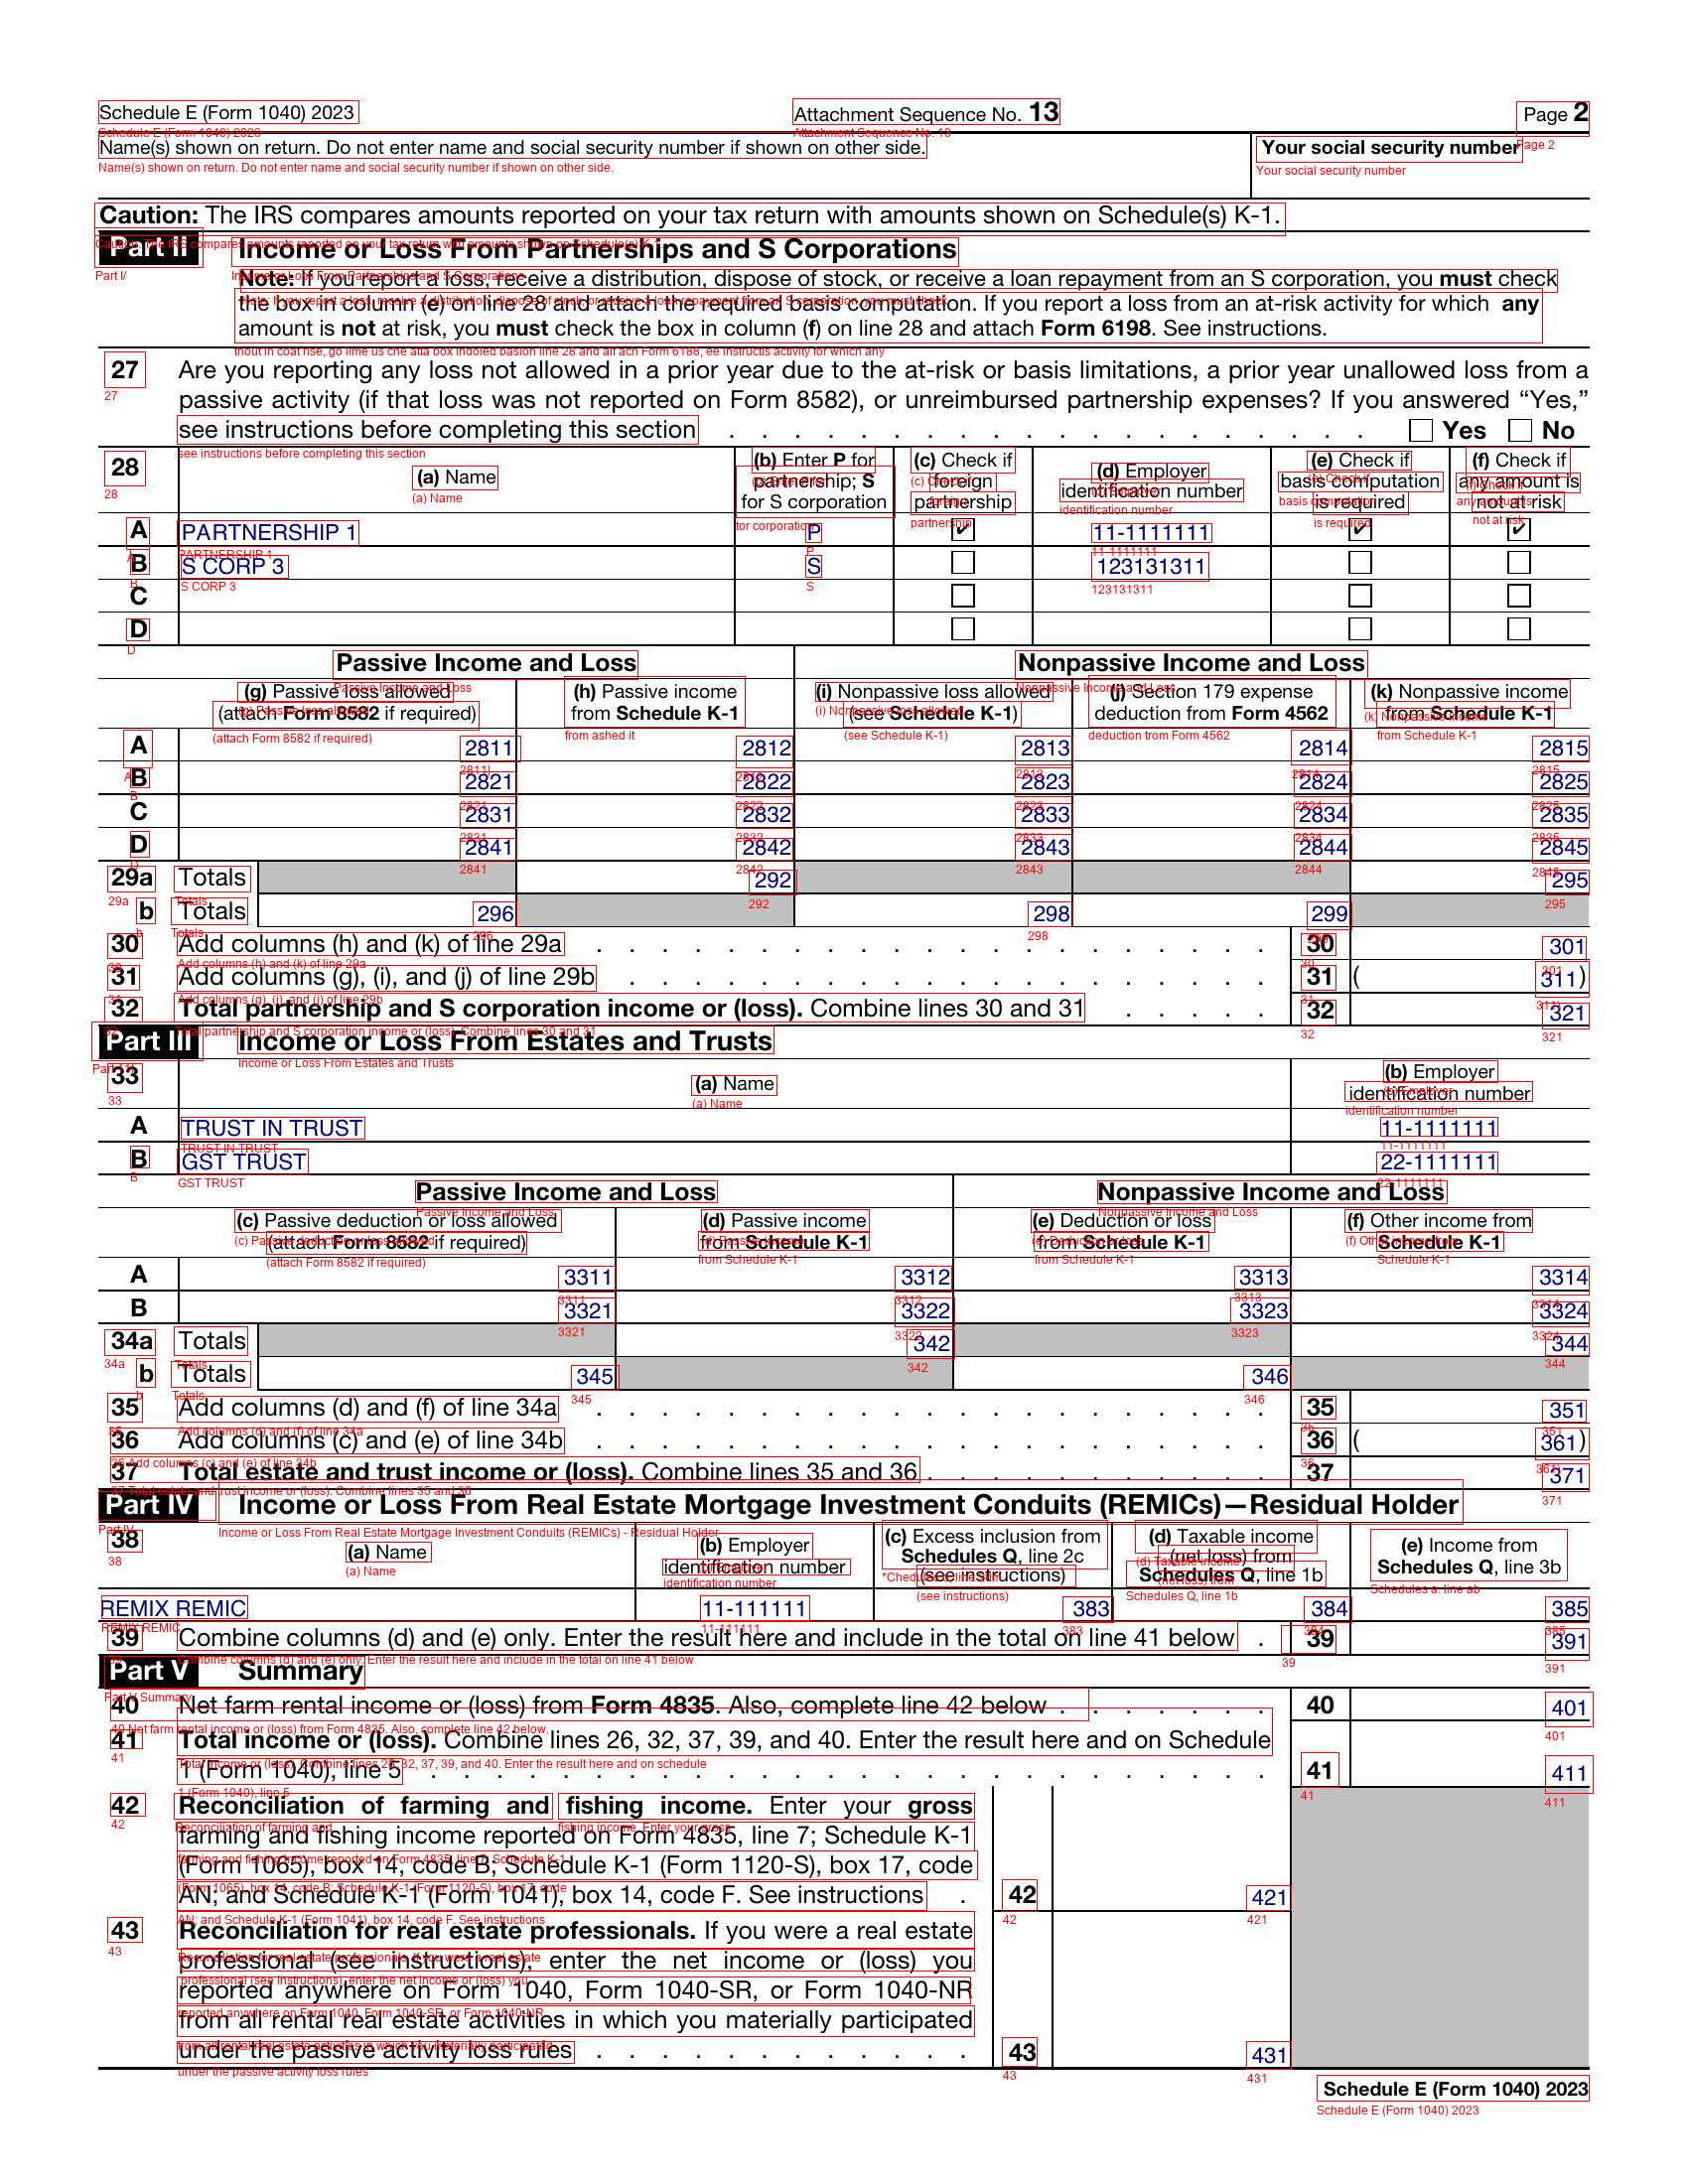 Schedule E (Form 1040) 2023 Attachment Sequence No. 13 Page 2
Name(s) shown on return. Do not enter name and social security number if shown on other side. Your social security number
Caution: The IRS compares amounts reported on your tax return with amounts shown on Schedule(s) K-1.
Part II Income or Loss From Partnerships and S Corporations
Note: If you report a loss, receive a distribution, dispose of stock, or receive a loan repayment from an S corporation, you must check
the box in column (e) on line 28 and attach the required basis computation. If you report a loss from an at-risk activity for which any
amount is not at risk, you must check the box in column (f) on line 28 and attach Form 6198. See instructions.
27 Are you reporting any loss not allowed in a prior year due to the at-risk or basis limitations, a prior year unallowed loss from a
passive activity (if that loss was not reported on Form 8582), or unreimbursed partnership expenses? If you answered “Yes,”
see instructions before completing this section . . . . . . . . . . . . . . . . . . . . Yes No
28 (a) Name (b) Enter P for partnership; S for S corporation (c) Check if foreign partnership (d) Employer identification number (e) Check if basis computation is required (f) Check if any amount is not at risk
A PARTNERSHIP 1 P ✔ 11-1111111 ✔ ✔
B S CORP 3 S 123131311
C
D
Passive Income and Loss Nonpassive Income and Loss
(g) Passive loss allowed (attach Form 8582 if required) (h) Passive income from Schedule K-1 (i) Nonpassive loss allowed (see Schedule K-1) (j) Section 179 expense deduction from Form 4562 (k) Nonpassive income from Schedule K-1
A 2811 2812 2813 2814 2815
B 2821 2822 2823 2824 2825
C 2831 2832 2833 2834 2835
D 2841 2842 2843 2844 2845
29a Totals 292 295
b Totals 296 298 299
30 Add columns (h) and (k) of line 29a 30 301
31 Add columns (g), (i), and (j) of line 29b 31 ( 311)
32 Total partnership and S corporation income or (loss). Combine lines 30 and 31 32 321
Part III Income or Loss From Estates and Trusts
33 (a) Name (b) Employer identification number
A TRUST IN TRUST 11-1111111
B GST TRUST 22-1111111
Passive Income and Loss Nonpassive Income and Loss
(c) Passive deduction or loss allowed (attach Form 8582 if required) (d) Passive income from Schedule K-1 (e) Deduction or loss from Schedule K-1 (f) Other income from Schedule K-1
A 3311 3312 3313 3314
B 3321 3322 3323 3324
34a Totals 342 344
b Totals 345 346
35 Add columns (d) and (f) of line 34a 35 351
36 Add columns (c) and (e) of line 34b 36 ( 361)
37 Total estate and trust income or (loss). Combine lines 35 and 36 37 371
Part IV Income or Loss From Real Estate Mortgage Investment Conduits (REMICs)—Residual Holder
38 (a) Name (b) Employer identification number (c) Excess inclusion from Schedules Q, line 2c (see instructions) (d) Taxable income (net loss) from Schedules Q, line 1b (e) Income from Schedules Q, line 3b
REMIX REMIC 11-111111 383 384 385
39 Combine columns (d) and (e) only. Enter the result here and include in the total on line 41 below . 39 391
Part V Summary
40 Net farm rental income or (loss) from Form 4835. Also, complete line 42 below 40 401
41 Total income or (loss). Combine lines 26, 32, 37, 39, and 40. Enter the result here and on Schedule
1 (Form 1040), line 5 41 411
42 Reconciliation of farming and fishing income. Enter your gross
farming and fishing income reported on Form 4835, line 7; Schedule K-1
(Form 1065), box 14, code B; Schedule K-1 (Form 1120-S), box 17, code
AN; and Schedule K-1 (Form 1041), box 14, code F. See instructions . 42 421
43 Reconciliation for real estate professionals. If you were a real estate
professional (see instructions), enter the net income or (loss) you
reported anywhere on Form 1040, Form 1040-SR, or Form 1040-NR
from all rental real estate activities in which you materially participated
under the passive activity loss rules 43 431
Schedule E (Form 1040) 2023